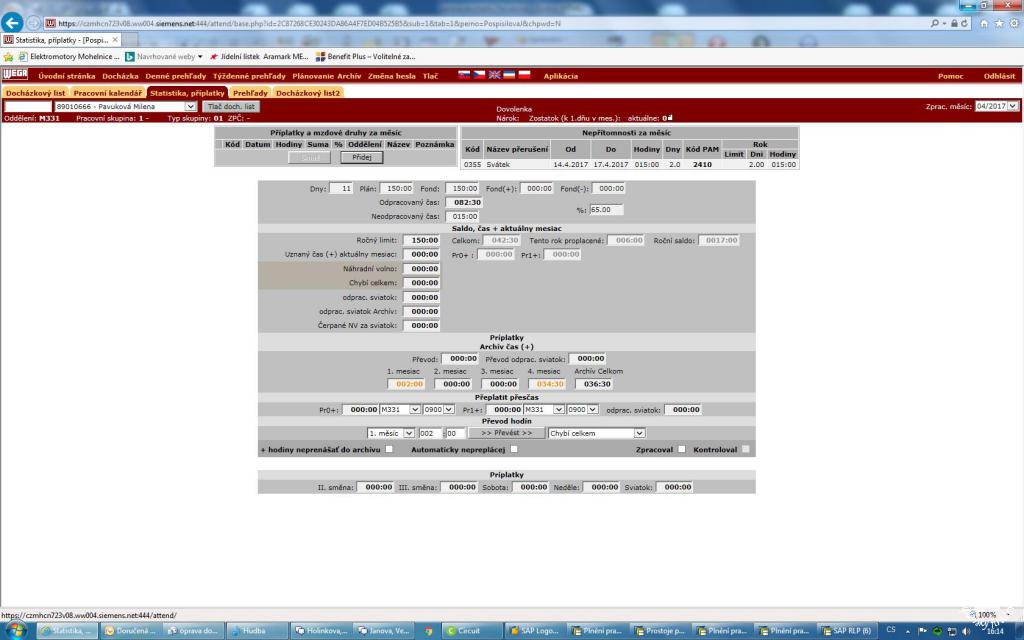 https://czmhcn723v08.ww004.siemens.net:444/attend/base.php?id=2C87268CE30243DA86A4F7ED04B525B5&sub=1&tab=1&perno=Pospisilova/&chpwd=N
Statistika, příplatky - [Pospi...
Elektromotory Mohelnice ... Navrhované weby Jídelní lístek Aramark ME... Benefit Plus – Volitelné za...
WEGA Úvodní stránka Docházka Denné prehľady Týždenné prehľady Plánovanie Archív Změna hesla Tlač Aplikácia Pomoc Odhlásit
Docházkový list Pracovní kalendář Statistika, příplatky Prehľady Docházkový list2
89010666 - Pavuková Milena Tlač doch. list Zprac. měsíc: 04/2017
Dovolenka
Oddělení: M331 Pracovní skupina: 1 - Typ skupiny: 01 ZPČ: - Nárok: Zostatok (k 1.dňu v mes.): aktuálne: 0
Příplatky a mzdové druhy za měsíc
Kód Datum Hodiny Suma % Oddělení Název Poznámka
Smaž Přidej
Nepřítomnosti za měsíc
Kód Název přerušení Od Do Hodiny Dny Kód PAM Rok
Limit Dni Hodiny
0355 Svátek 14.4.2017 17.4.2017 015:00 2.0 2410 2.00 015:00
Dny: 11 Plán: 150:00 Fond: 150:00 Fond(+): 000:00 Fond(-): 000:00
Odpracovaný čas: 082:30
%: 65.00
Neodpracovaný čas: 015:00
Saldo, čas + aktuálny mesiac
Ročný limit: 150:00 Celkom: 042:30 Tento rok proplacené: 006:00 Roční saldo: 0017:00
Uznaný čas (+) aktuálny mesiac: 000:00 Pr0+ : 000:00 Pr1+: 000:00
Náhradní volno: 000:00
Chybí celkem: 000:00
odprac. sviatok: 000:00
odprac. sviatok Archív: 000:00
Čerpané NV za sviatok: 000:00
Príplatky
Archív čas (+)
Převod: 000:00 Převod odprac. sviatok: 000:00
1. mesiac 2. mesiac 3. mesiac 4. mesiac Archív Celkom
002:00 000:00 000:00 034:30 036:30
Přeplatit přesčas
Pr0+: 000:00 M331 0900 Pr1+: 000:00 M331 0900 odprac. sviatok: 000:00
Převod hodín
1. měsíc 002 : 00 >> Převést >> Chybí celkem
+ hodiny neprenášať do archívu Automaticky nepreplácej Zpracoval Kontroloval
Príplatky
II. směna: 000:00 III. směna: 000:00 Sobota: 000:00 Neděle: 000:00 Sviatok: 000:00
https://czmhcn723v08.ww004.siemens.net:444/attend/
100%
Statistika, ... Doručená ... oprava do... Hudba Holinkova,... Janova, Ve... Circuit SAP Logo... Plnění pra... Prostoje p... Plnění pra... Plnění pra... SAP RLP (6) CS 16:14